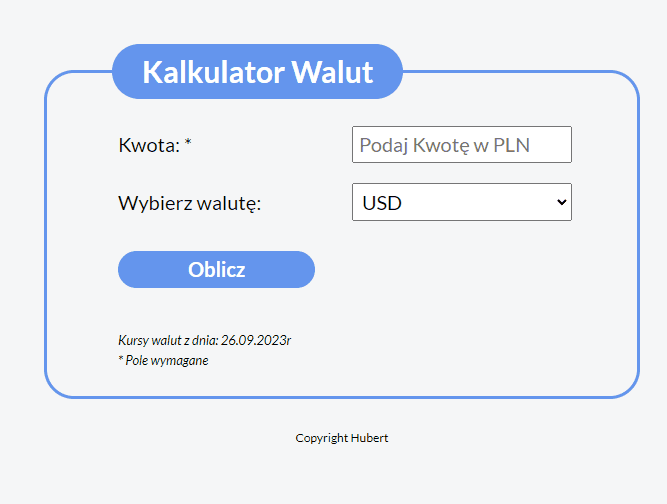 Kalkulator Walut
Kwota: *
Podaj Kwotę w PLN
Wybierz walutę:
USD
Oblicz
Kursy walut z dnia: 26.09.2023r
* Pole wymagane
Copyright Hubert